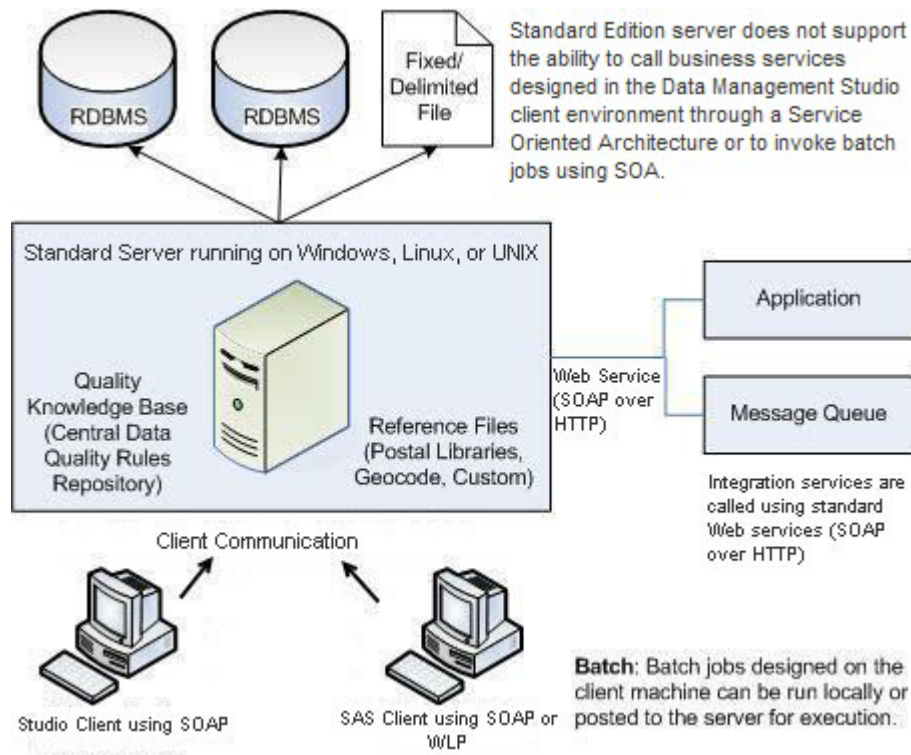 RDBMS
RDBMS
Fixed/
Delimited
File
Standard Edition server does not support
the ability to call business services
designed in the Data Management Studio
client environment through a Service
Oriented Architecture or to invoke batch
jobs using SOA.
Standard Server running on Windows, Linux, or UNIX
Quality
Knowledge Base
(Central Data
Quality Rules
Repository)
Reference Files
(Postal Libraries,
Geocode, Custom)
Web Service
(SOAP over
HTTP)
Application
Message Queue
Integration services are
called using standard
Web services (SOAP
over HTTP)
Client Communication
Studio Client using SOAP
SAS Client using SOAP or
WLP
Batch: Batch jobs designed on the
client machine can be run locally or
posted to the server for execution.